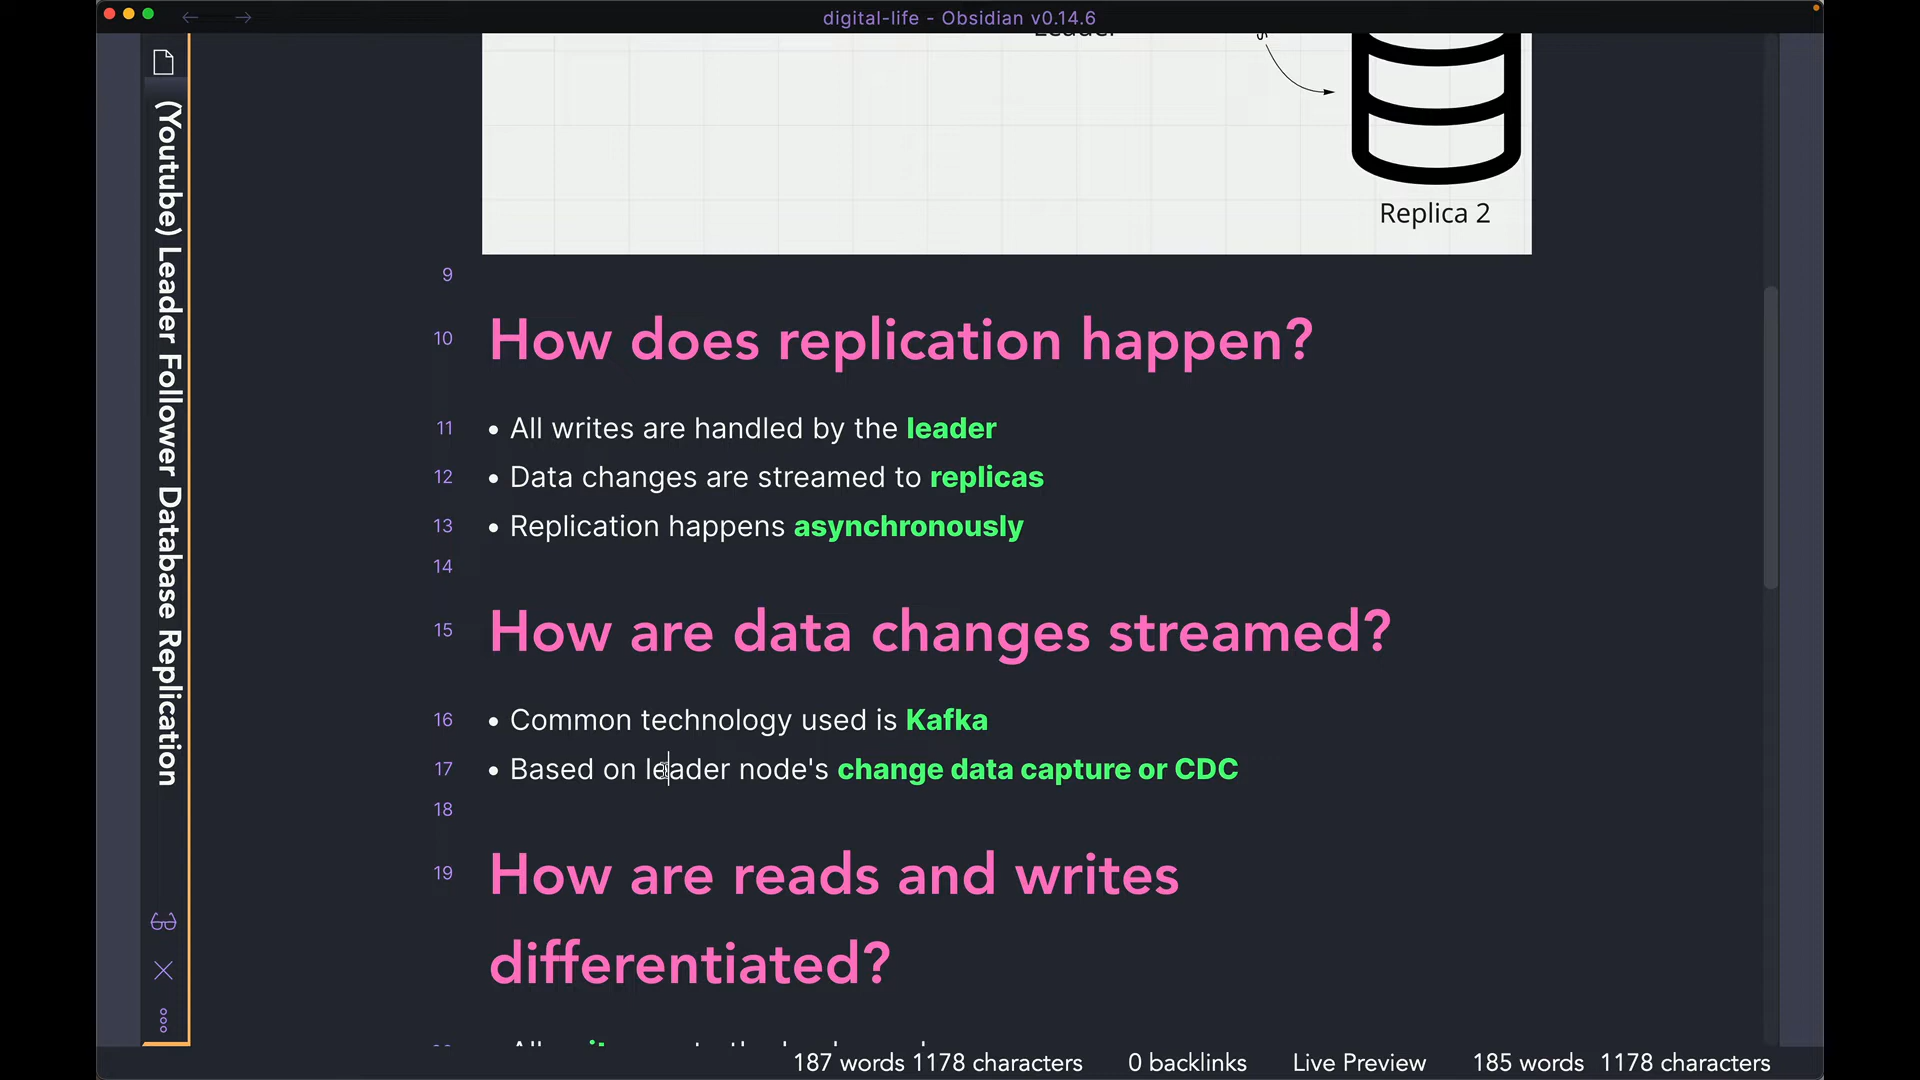 digital-life - Obsidian v0.14.6
(Youtube) Leader Follower Database Replication
Leader
Replica 2
9
10 How does replication happen?
11 • All writes are handled by the leader
12 • Data changes are streamed to replicas
13 • Replication happens asynchronously
14
15 How are data changes streamed?
16 • Common technology used is Kafka
17 • Based on leader node's change data capture or CDC
18
19 How are reads and writes
differentiated?
187 words 1178 characters 0 backlinks Live Preview 185 words 1178 characters